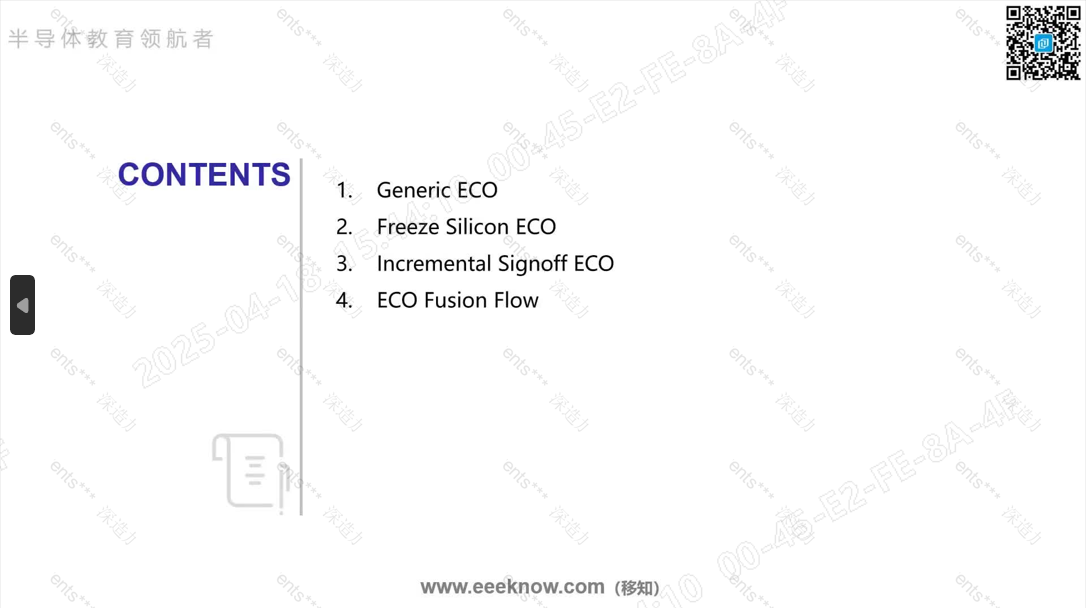 半导体教育领航者
CONTENTS
1. Generic ECO
2. Freeze Silicon ECO
3. Incremental Signoff ECO
4. ECO Fusion Flow
www.eeeknow.com (移知)